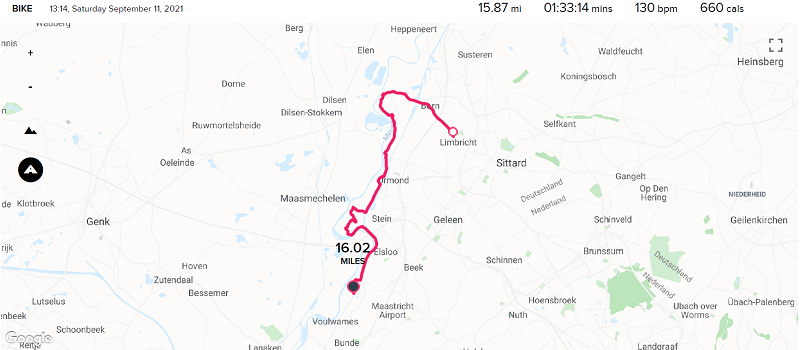 BIKE 13:14, Saturday September 11, 2021 15.87 mi 01:33:14 mins 130 bpm 660 cals
Wauberg
Berg
Heppeneert
Elen
Susteren
Waldfeucht
Heinsberg
+
Koningsbosch
-
Dorne
Dilsen
Born
Dilsen-Stokkem
Ruwmortelsheide
Selfkant
Limbricht
As
Oeleinde
Sittard
Gangelt
Deutschland
Nederland
Op Den
Hering
NIEDERHEID
Klotbroek
Maasmechelen
Urmond
Genk
Stein
Geleen
Schinveld
Geilenkirchen
rijk
16.02
MILES
Elsloo
Brunssum
Deutschland
Nederland
Hoven
Beek
Schinnen
Zutendaal
Bessemer
Lutselus
Maastricht
Airport
Hoensbroek
Übach-Palenberg
Ubach over
Worms
Voulwames
Nuth
Schoonbeek
Google
Bunde
Landgraaf